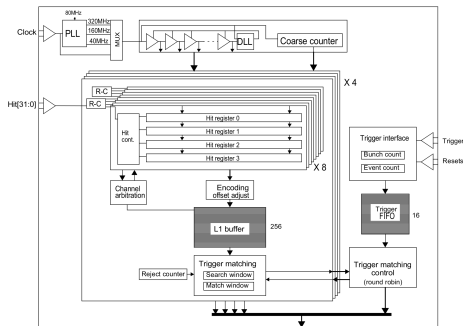 80MHz
Clock
PLL
320MHz
160MHz
40MHz
MUX
DLL
Coarse counter
X 4
R-C
Hit[31:0]
R-C
Hit cont.
Hit register 0
Hit register 1
Hit register 2
Hit register 3
X 8
Channel
arbitration
Encoding
offset adjust
L1 buffer
256
Trigger matching
Search window
Match window
Reject counter
Trigger interface
Bunch count
Event count
Trigger
Resets
Trigger
FIFO
16
Trigger matching
control
(round robin)